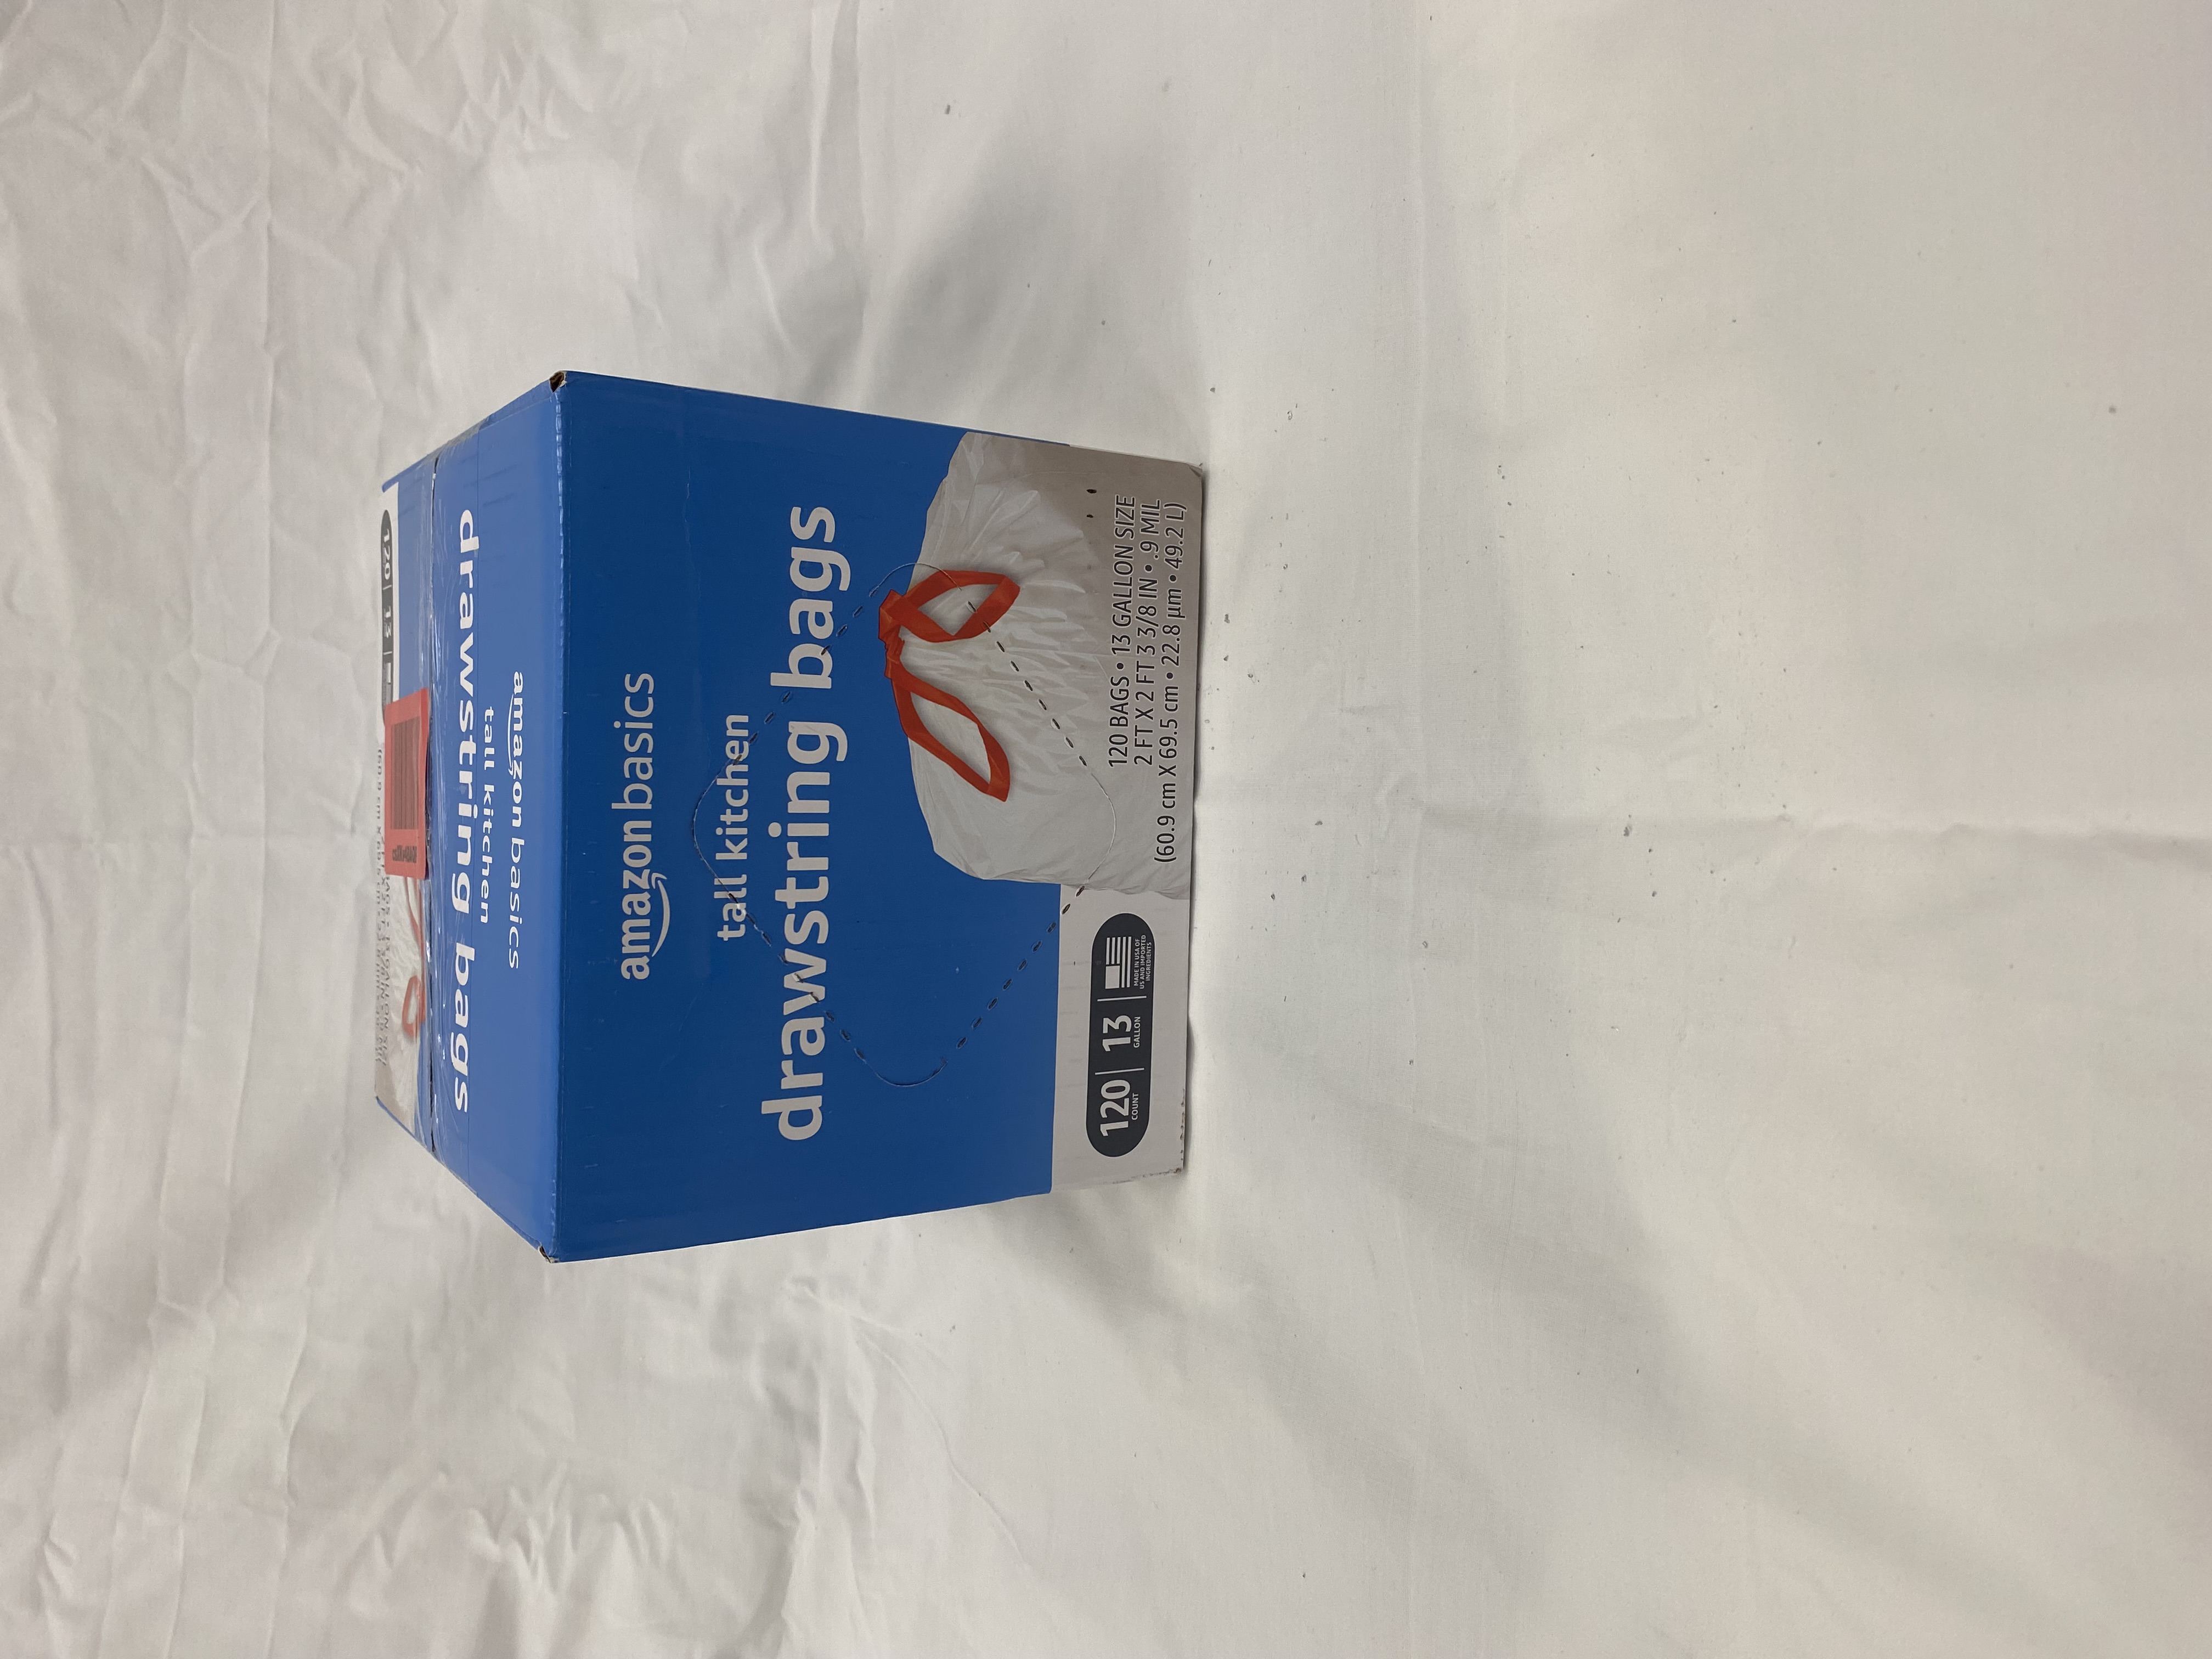 120 | 13
drawstring bags
tall kitchen
amazon basics
amazon basics
tall kitchen
drawstring bags
120 COUNT
13 GALLON
MADE IN USA OF
US AND IMPORTED
INGREDIENTS
120 BAGS • 13 GALLON SIZE
2 FT X 2 FT 3 3/8 IN • .9 MIL
(60.9 cm X 69.5 cm • 22.8 µm • 49.2 L)